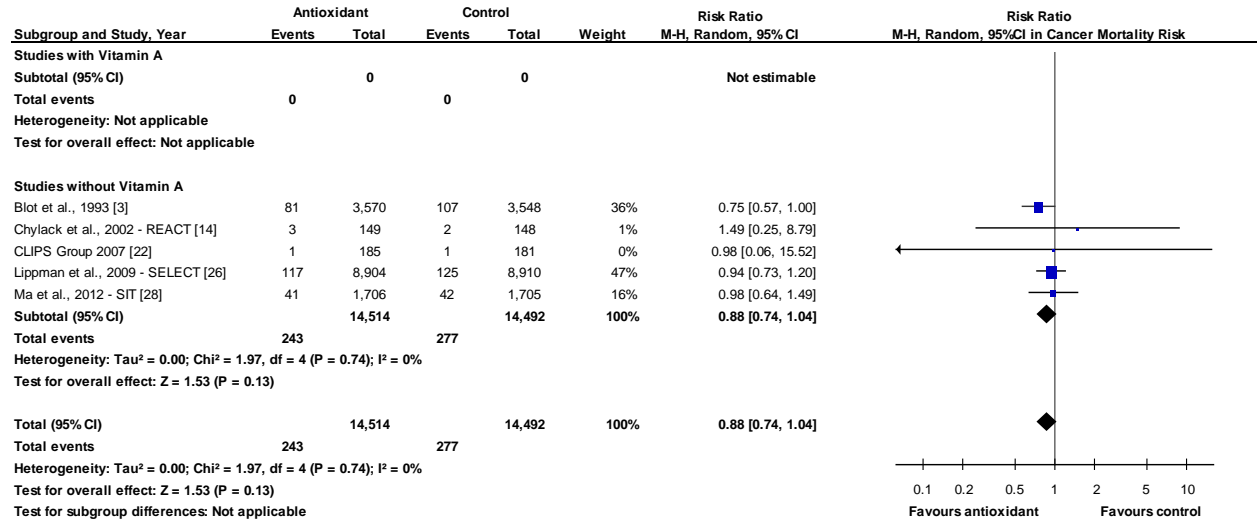 Antioxidant Control Risk Ratio Risk Ratio
Subgroup and Study, Year Events Total Events Total Weight M-H, Random, 95% CI M-H, Random, 95%CI in Cancer Mortality Risk
Studies with Vitamin A
Subtotal (95% CI) 0 0 Not estimable
Total events 0 0
Heterogeneity: Not applicable
Test for overall effect: Not applicable
Studies without Vitamin A
Blot et al., 1993 [3] 81 3,570 107 3,548 36% 0.75 [0.57, 1.00]
Chylack et al., 2002 - REACT [14] 3 149 2 148 1% 1.49 [0.25, 8.79]
CLIPS Group 2007 [22] 1 185 1 181 0% 0.98 [0.06, 15.52]
Lippman et al., 2009 - SELECT [26] 117 8,904 125 8,910 47% 0.94 [0.73, 1.20]
Ma et al., 2012 - SIT [28] 41 1,706 42 1,705 16% 0.98 [0.64, 1.49]
Subtotal (95% CI) 14,514 14,492 100% 0.88 [0.74, 1.04]
Total events 243 277
Heterogeneity: Tau² = 0.00; Chi² = 1.97, df = 4 (P = 0.74); I² = 0%
Test for overall effect: Z = 1.53 (P = 0.13)
Total (95% CI) 14,514 14,492 100% 0.88 [0.74, 1.04]
Total events 243 277
Heterogeneity: Tau² = 0.00; Chi² = 1.97, df = 4 (P = 0.74); I² = 0%
Test for overall effect: Z = 1.53 (P = 0.13) 0.1 0.2 0.5 1 2 5 10
Test for subgroup differences: Not applicable Favours antioxidant Favours control